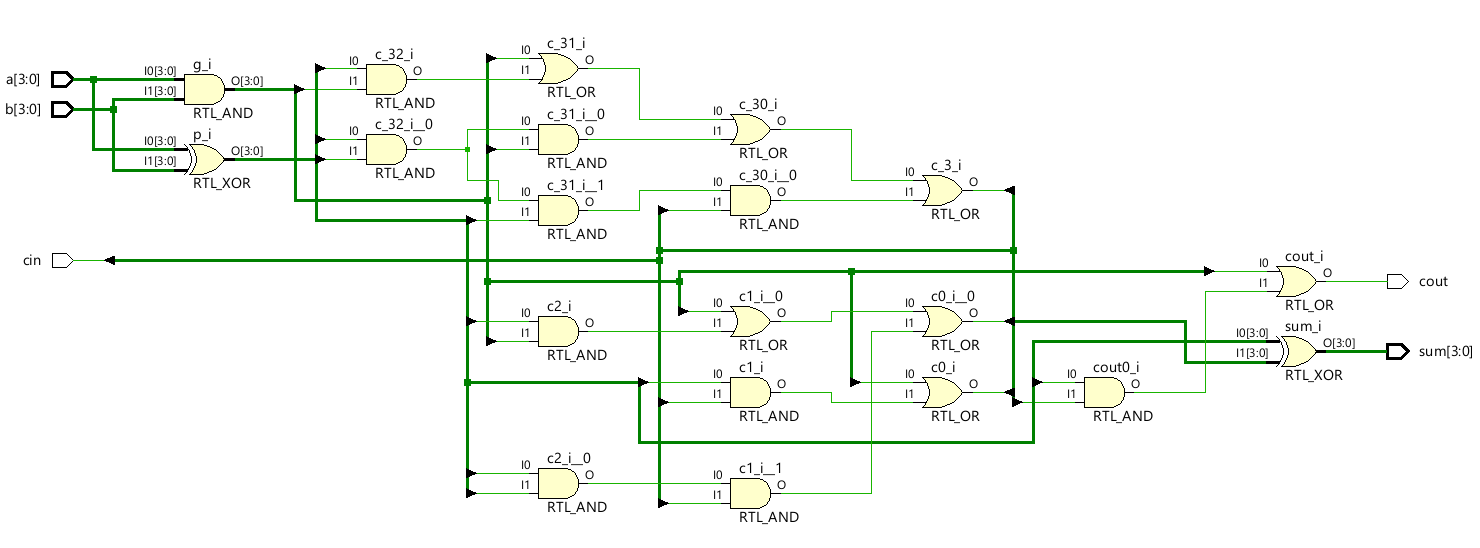 a[3:0]
b[3:0]
cin
I0[3:0]
I1[3:0]
g_i
O[3:0]
RTL_AND
I0[3:0]
I1[3:0]
p_i
O[3:0]
RTL_XOR
I0
I1
c_32_i
O
RTL_AND
I0
I1
c_32_i__0
O
RTL_AND
I0
I1
c_31_i
O
RTL_OR
I0
I1
c_31_i__0
O
RTL_AND
I0
I1
c_31_i__1
O
RTL_AND
I0
I1
c2_i
O
RTL_AND
I0
I1
c2_i__0
O
RTL_AND
I0
I1
c_30_i
O
RTL_OR
I0
I1
c_30_i__0
O
RTL_AND
I0
I1
c1_i__0
O
RTL_OR
I0
I1
c1_i
O
RTL_AND
I0
I1
c1_i__1
O
RTL_AND
I0
I1
c_3_i
O
RTL_OR
I0
I1
c0_i__0
O
RTL_OR
I0
I1
c0_i
O
RTL_OR
I0
I1
cout0_i
O
RTL_AND
I0
I1
cout_i
O
RTL_OR
I0[3:0]
I1[3:0]
sum_i
O[3:0]
RTL_XOR
cout
sum[3:0]